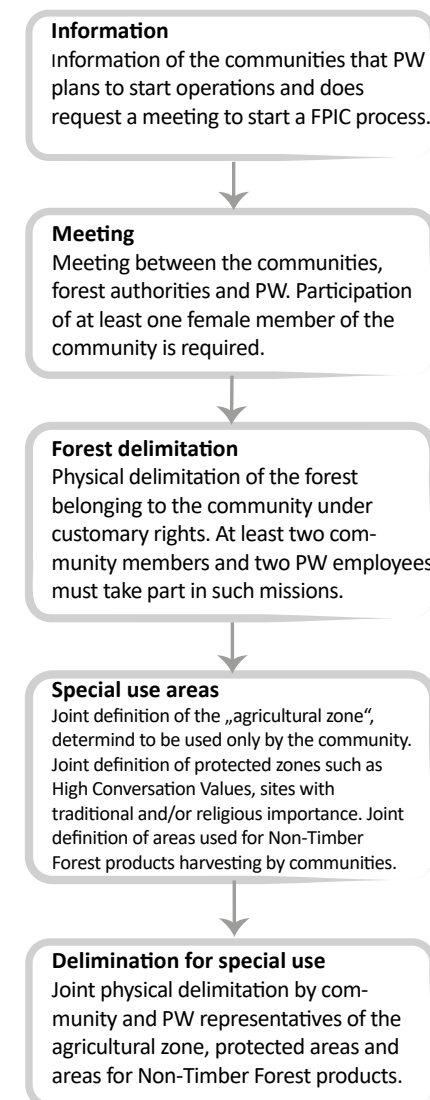 Information
Information of the communities that PW
plans to start operations and does
request a meeting to start a FPIC process.
Meeting
Meeting between the communities,
forest authorities and PW. Participation
of at least one female member of the
community is required.
Forest delimitation
Physical delimitation of the forest
belonging to the community under
customary rights. At least two com-
munity members and two PW employees
must take part in such missions.
Special use areas
Joint definition of the „agricultural zone“,
determind to be used only by the community.
Joint definition of protected zones such as
High Conversation Values, sites with
traditional and/or religious importance. Joint
definition of areas used for Non-Timber
Forest products harvesting by communities.
Delimination for special use
Joint physical delimitation by com-
munity and PW representatives of the
agricultural zone, protected areas and
areas for Non-Timber Forest products.